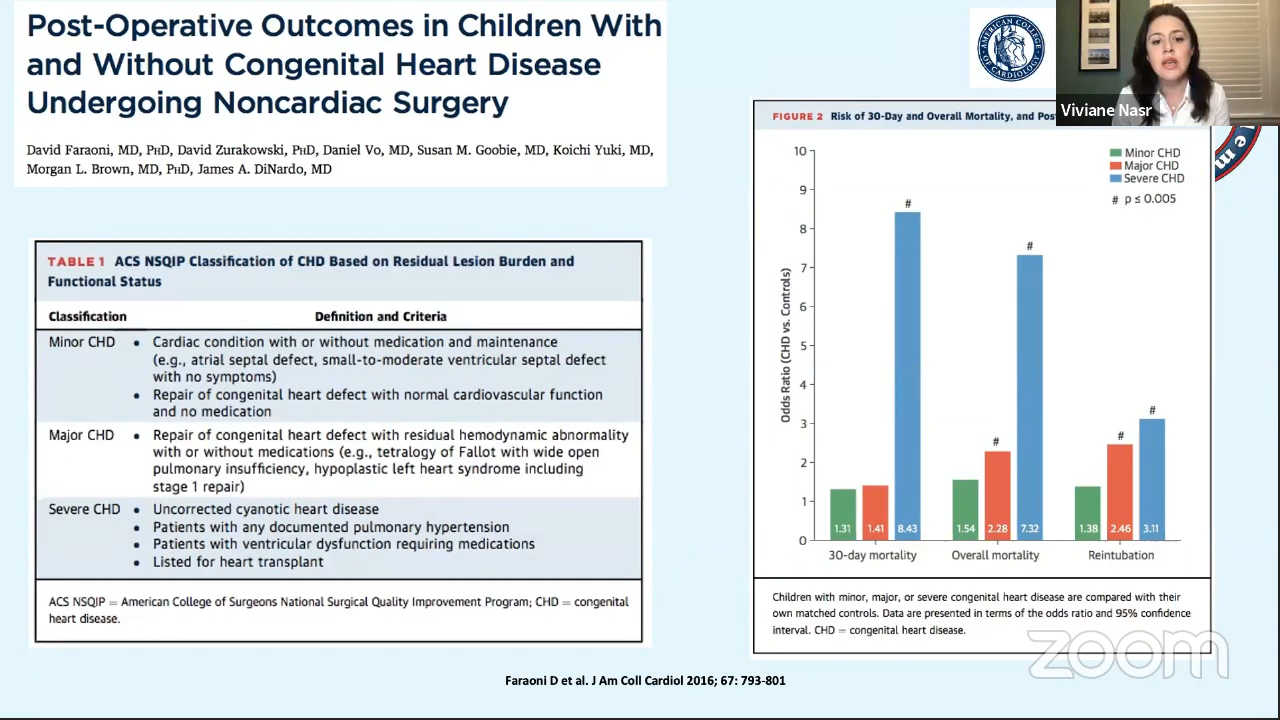 Post-Operative Outcomes in Children With
and Without Congenital Heart Disease
Undergoing Noncardiac Surgery
David Faraoni, MD, PhD, David Zurakowski, PhD, Daniel Vo, MD, Susan M. Goobie, MD, Koichi Yuki, MD,
Morgan L. Brown, MD, PhD, James A. DiNardo, MD
AMERICAN COLLEGE
OF CARDIOLOGY
Viviane Nasr
TABLE 1 ACS NSQIP Classification of CHD Based on Residual Lesion Burden and
Functional Status
Classification Definition and Criteria
Minor CHD • Cardiac condition with or without medication and maintenance
(e.g., atrial septal defect, small-to-moderate ventricular septal defect
with no symptoms)
• Repair of congenital heart defect with normal cardiovascular function
and no medication
Major CHD • Repair of congenital heart defect with residual hemodynamic abnormality
with or without medications (e.g., tetralogy of Fallot with wide open
pulmonary insufficiency, hypoplastic left heart syndrome including
stage 1 repair)
Severe CHD • Uncorrected cyanotic heart disease
• Patients with any documented pulmonary hypertension
• Patients with ventricular dysfunction requiring medications
• Listed for heart transplant
ACS NSQIP = American College of Surgeons National Surgical Quality Improvement Program; CHD = congenital
heart disease.
FIGURE 2 Risk of 30-Day and Overall Mortality, and
Minor CHD
Major CHD
Severe CHD
# p ≤ 0.005
Odds Ratio (CHD vs. Controls)
10
9
8
7
6
5
4
3
2
1
0
#
#
#
#
#
1.31 1.41 8.43 1.54 2.28 7.32 1.38 2.46 3.11
30-day mortality Overall mortality Reintubation
Children with minor, major, or severe congenital heart disease are compared with their
own matched controls. Data are presented in terms of the odds ratio and 95% confidence
interval. CHD = congenital heart disease.
zoom
Faraoni D et al. J Am Coll Cardiol 2016; 67: 793-801